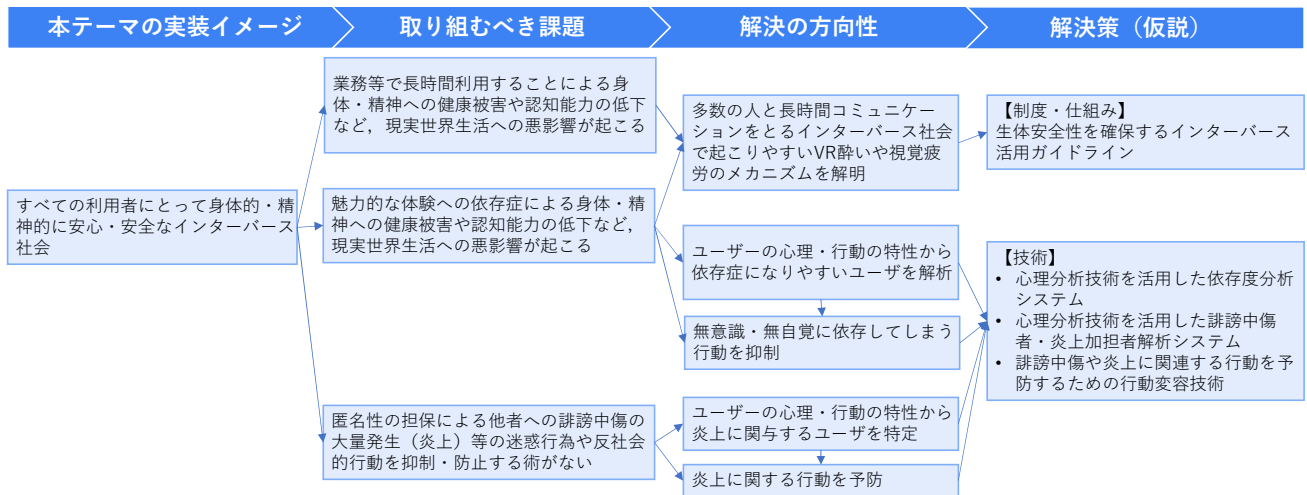 本テーマの実装イメージ
取り組むべき課題
解決の方向性
解決策（仮説）
すべての利用者にとって身体的・精
神的に安心・安全なインターバース
社会
業務等で長時間利用することによる身
体・精神への健康被害や認知能力の低下
など，現実世界生活への悪影響が起こる
魅力的な体験への依存症による身体・精
神への健康被害や認知能力の低下など，
現実世界生活への悪影響が起こる
匿名性の担保による他者への誹謗中傷の
大量発生（炎上）等の迷惑行為や反社会
的行動を抑制・防止する術がない
多数の人と長時間コミュニケー
ションをとるインターバース社会
で起こりやすいVR酔いや視覚疲
労のメカニズムを解明
ユーザーの心理・行動の特性から
依存症になりやすいユーザを解析
無意識・無自覚に依存してしまう
行動を抑制
ユーザーの心理・行動の特性から
炎上に関与するユーザを特定
炎上に関する行動を予防
【制度・仕組み】
生体安全性を確保するインターバース
活用ガイドライン
【技術】
• 心理分析技術を活用した依存度分析
システム
• 心理分析技術を活用した誹謗中傷
者・炎上加担者解析システム
• 誹謗中傷や炎上に関連する行動を予
防するための行動変容技術